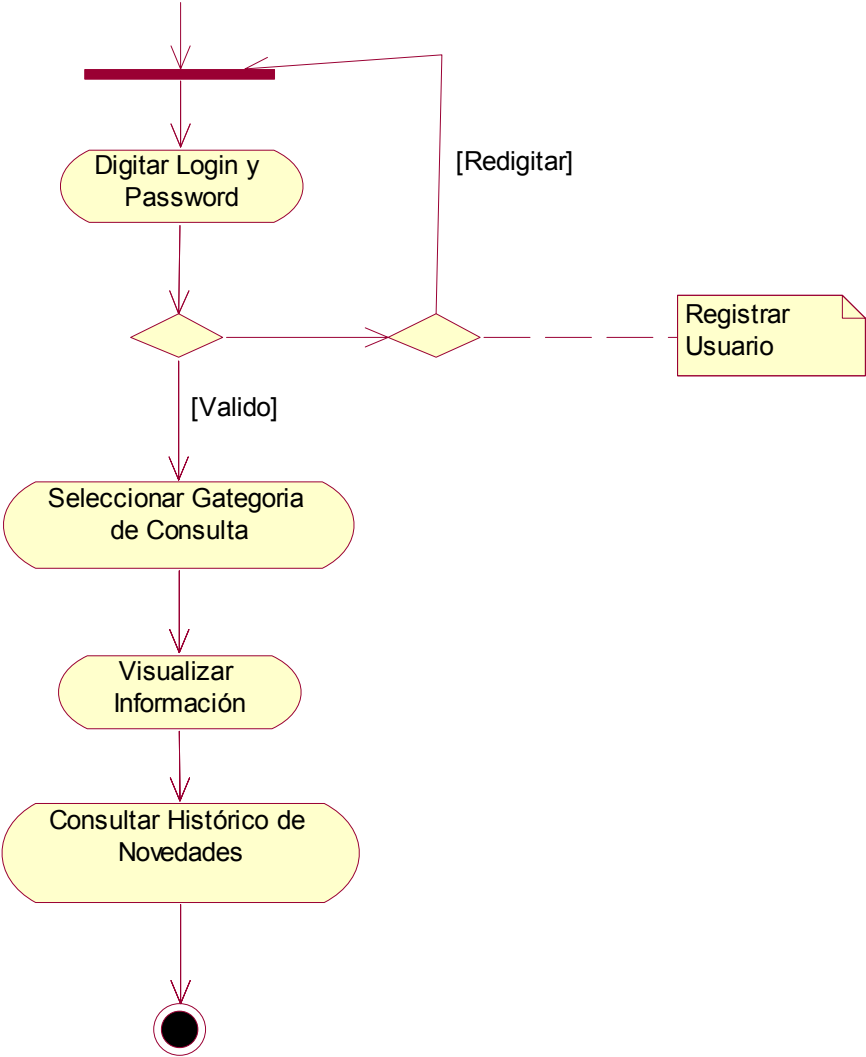 Digitar Login y
Password
[Redigitar]
Registrar
Usuario
[Valido]
Seleccionar Gategoria
de Consulta
Visualizar
Información
Consultar Histórico de
Novedades